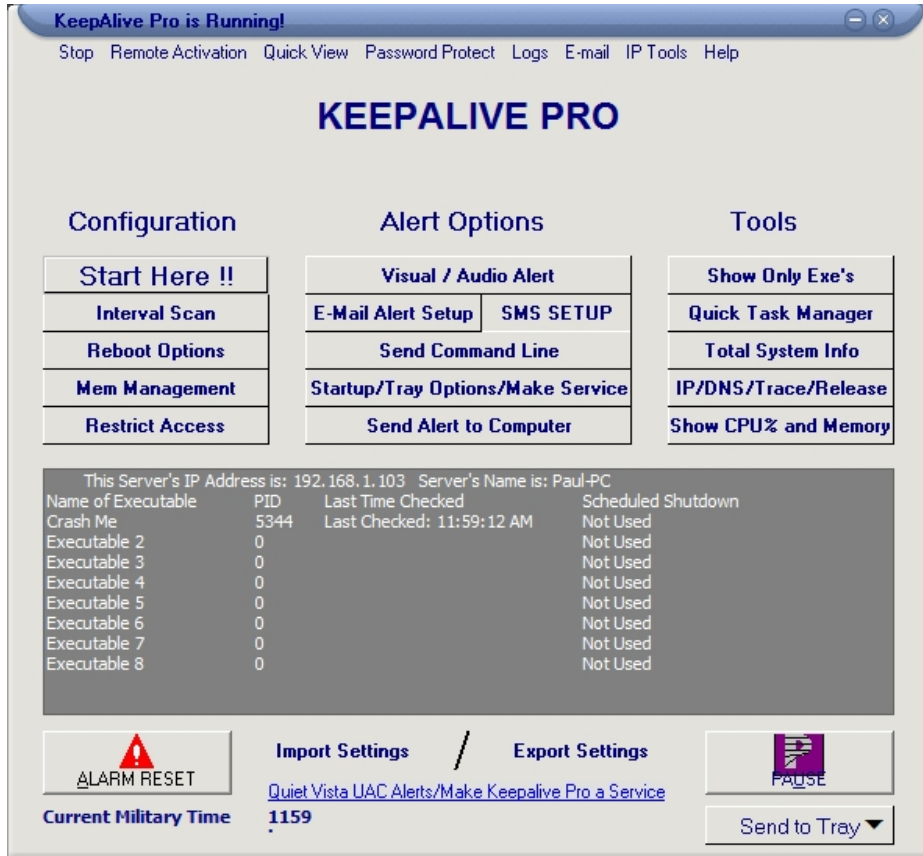 KeepAlive Pro is Running!
Stop Remote Activation Quick View Password Protect Logs E-mail IP Tools Help
KEEPALIVE PRO
Configuration Alert Options Tools
Start Here !! Visual / Audio Alert Show Only Exe's
Interval Scan E-Mail Alert Setup SMS SETUP Quick Task Manager
Reboot Options Send Command Line Total System Info
Mem Management Startup/Tray Options/Make Service IP/DNS/Trace/Release
Restrict Access Send Alert to Computer Show CPU% and Memory
This Server's IP Address is: 192.168.1.103 Server's Name is: Paul-PC
Name of Executable PID Last Time Checked Scheduled Shutdown
Crash Me 5344 Last Checked: 11:59:12 AM Not Used
Executable 2 0 Not Used
Executable 3 0 Not Used
Executable 4 0 Not Used
Executable 5 0 Not Used
Executable 6 0 Not Used
Executable 7 0 Not Used
Executable 8 0 Not Used
ALARM RESET Import Settings / Export Settings PAUSE
Quiet Vista UAC Alerts/Make Keepalive Pro a Service
Current Military Time 1159
Send to Tray